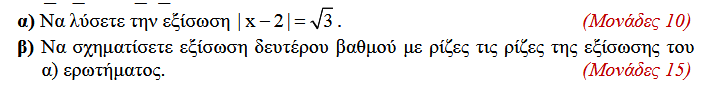 α) Να λύσετε την εξίσωση | x − 2 | = √3 . (Μονάδες 10)
β) Να σχηματίσετε εξίσωση δευτέρου βαθμού με ρίζες τις ρίζες της εξίσωσης του
α) ερωτήματος. (Μονάδες 15)